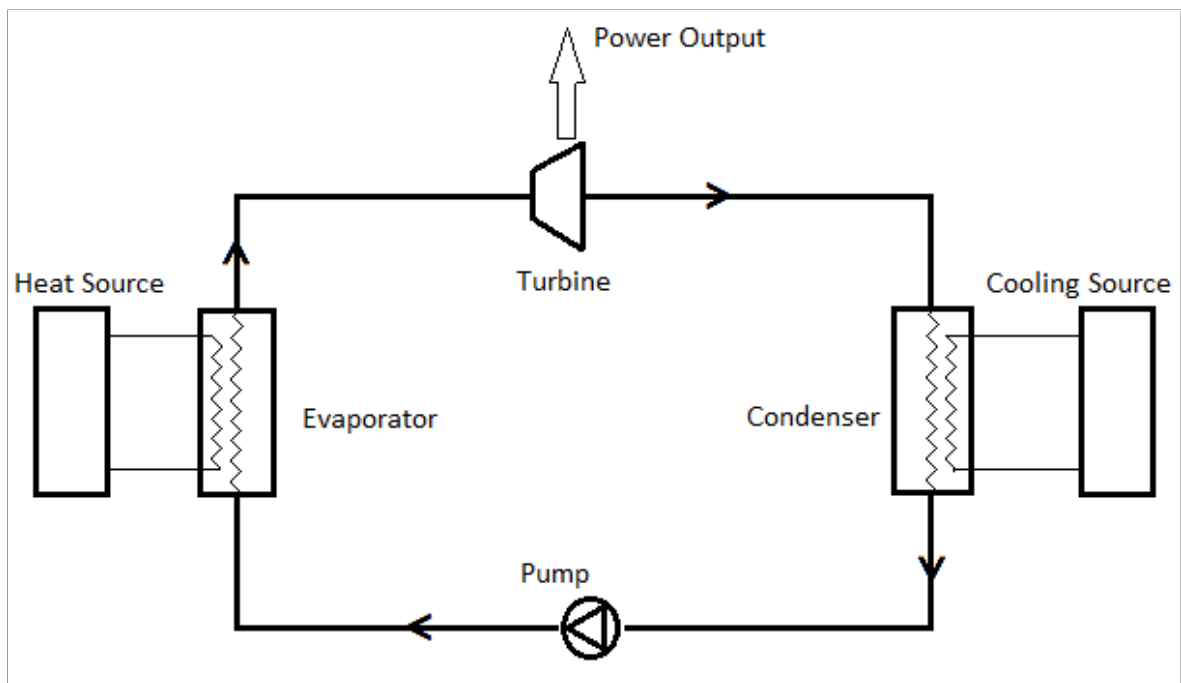 Power Output
Turbine
Heat Source
Cooling Source
Evaporator
Condenser
Pump